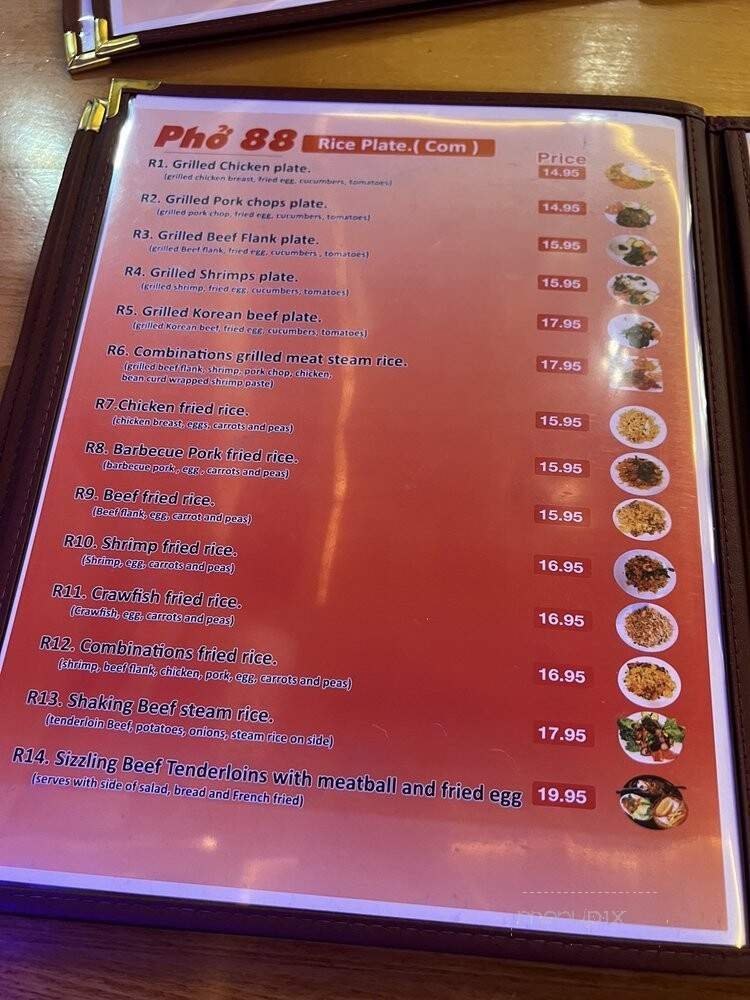 Phở 88 Rice Plate.( Com )
Price
R1. Grilled Chicken plate. 14.95
(grilled chicken breast, fried egg, cucumbers, tomatoes)
R2. Grilled Pork chops plate. 14.95
(grilled pork chop, fried egg, cucumbers, tomatoes)
R3. Grilled Beef Flank plate. 15.95
(grilled Beef flank, fried egg, cucumbers , tomatoes)
R4. Grilled Shrimps plate. 15.95
(grilled shrimp, fried egg, cucumbers, tomatoes)
R5. Grilled Korean beef plate. 17.95
(grilled Korean beef, fried egg, cucumbers, tomatoes)
R6. Combinations grilled meat steam rice. 17.95
(grilled beef flank, shrimp, pork chop, chicken,
bean curd wrapped shrimp paste)
R7.Chicken fried rice. 15.95
(chicken breast, eggs, carrots and peas)
R8. Barbecue Pork fried rice. 15.95
(barbecue pork , egg , carrots and peas)
R9. Beef fried rice. 15.95
(Beef flank, egg, carrot and peas)
R10. Shrimp fried rice. 16.95
(Shrimp, egg, carrots and peas)
R11. Crawfish fried rice. 16.95
(Crawfish, egg, carrots and peas)
R12. Combinations fried rice. 16.95
(shrimp, beef flank, chicken, pork, egg, carrots and peas)
R13. Shaking Beef steam rice. 17.95
(tenderloin Beef, potatoes, onions, steam rice on side)
R14. Sizzling Beef Tenderloins with meatball and fried egg 19.95
(serves with side of salad, bread and French fried)
menupix